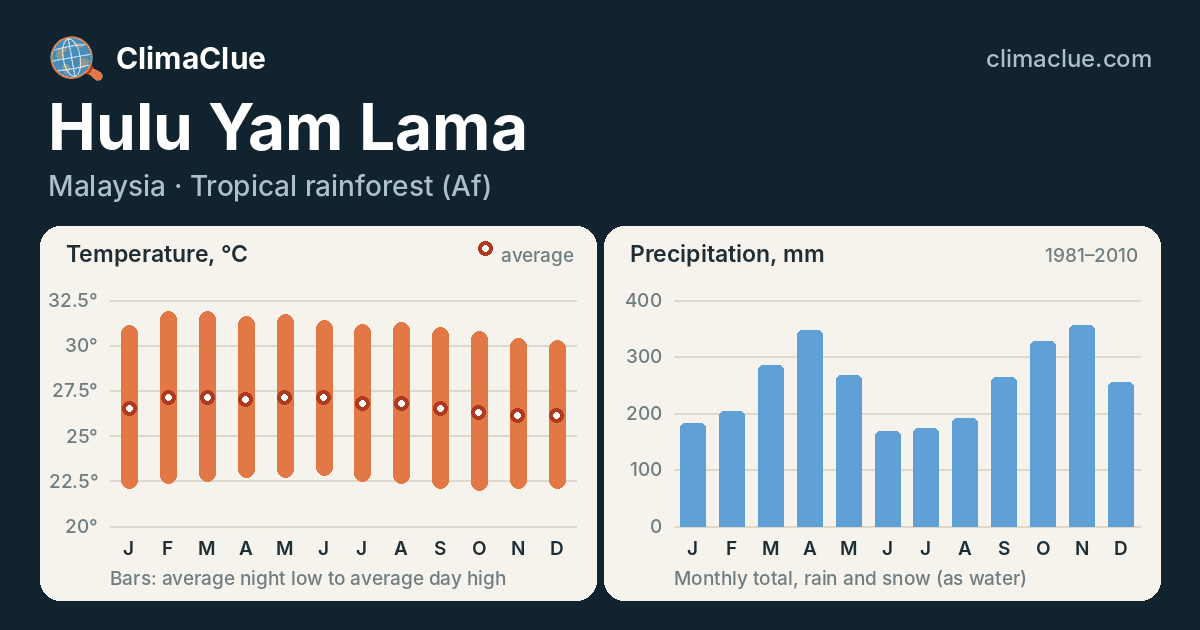 ClimaClue
climaclue.com
Hulu Yam Lama
Malaysia · Tropical rainforest (Af)
Temperature, °C
average
32.5°
30°
27.5°
25°
22.5°
20°
J F M A M J J A S O N D
Bars: average night low to average day high
Precipitation, mm
1981–2010
400
300
200
100
0
J F M A M J J A S O N D
Monthly total, rain and snow (as water)